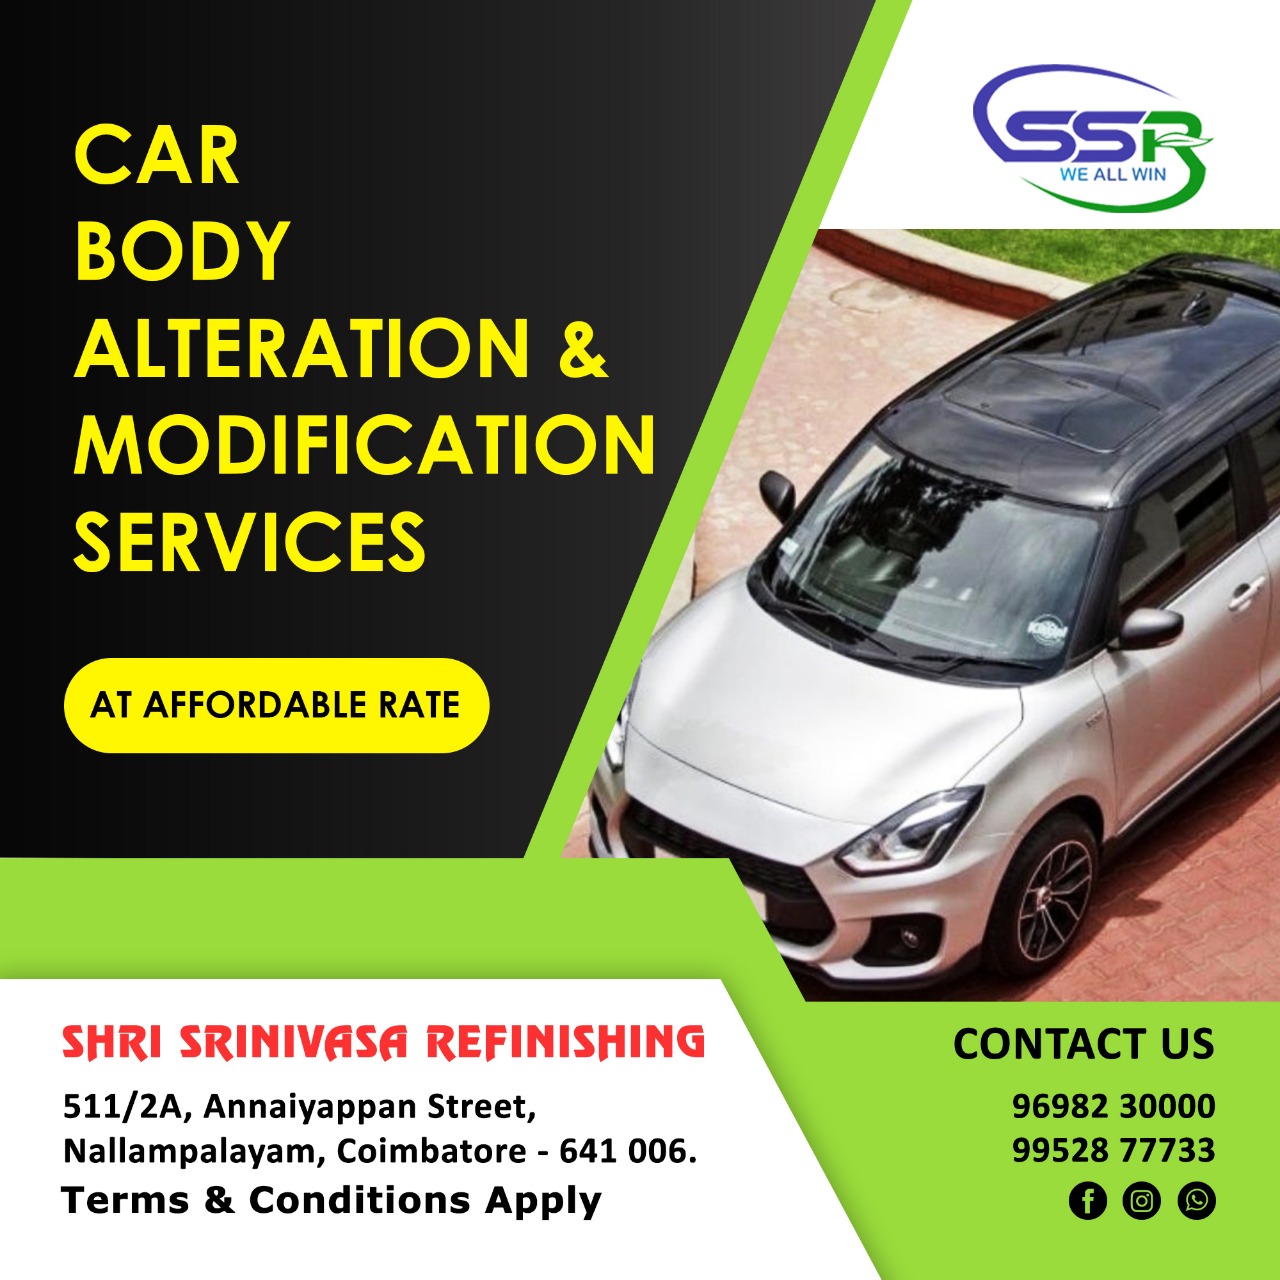 SSR
WE ALL WIN
CAR
BODY
ALTERATION &
MODIFICATION
SERVICES
AT AFFORDABLE RATE
SHRI SRINIVASA REFINISHING
511/2A, Annaiyappan Street,
Nallampalayam, Coimbatore - 641 006.
Terms & Conditions Apply
CONTACT US
96982 30000
99528 77733